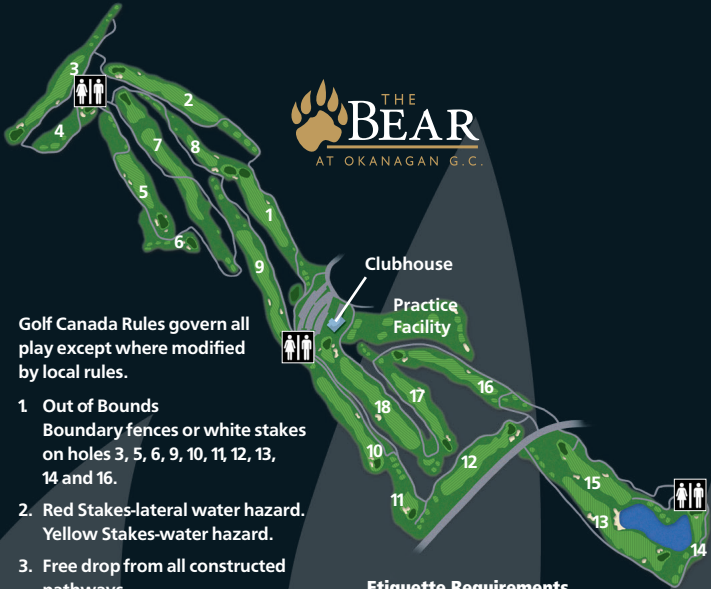 THE
BEAR
AT OKANAGAN G.C.
3
2
4
7
8
5
1
6
9
Clubhouse
Practice
Facility
16
17
18
10
12
11
15
13
14
Golf Canada Rules govern all
play except where modified
by local rules.
1 Out of Bounds
Boundary fences or white stakes
on holes 3, 5, 6, 9, 10, 11, 12, 13,
14 and 16.
2. Red Stakes-lateral water hazard.
Yellow Stakes-water hazard.
3. Free drop from all constructed
pathways
Etiquette Requirements